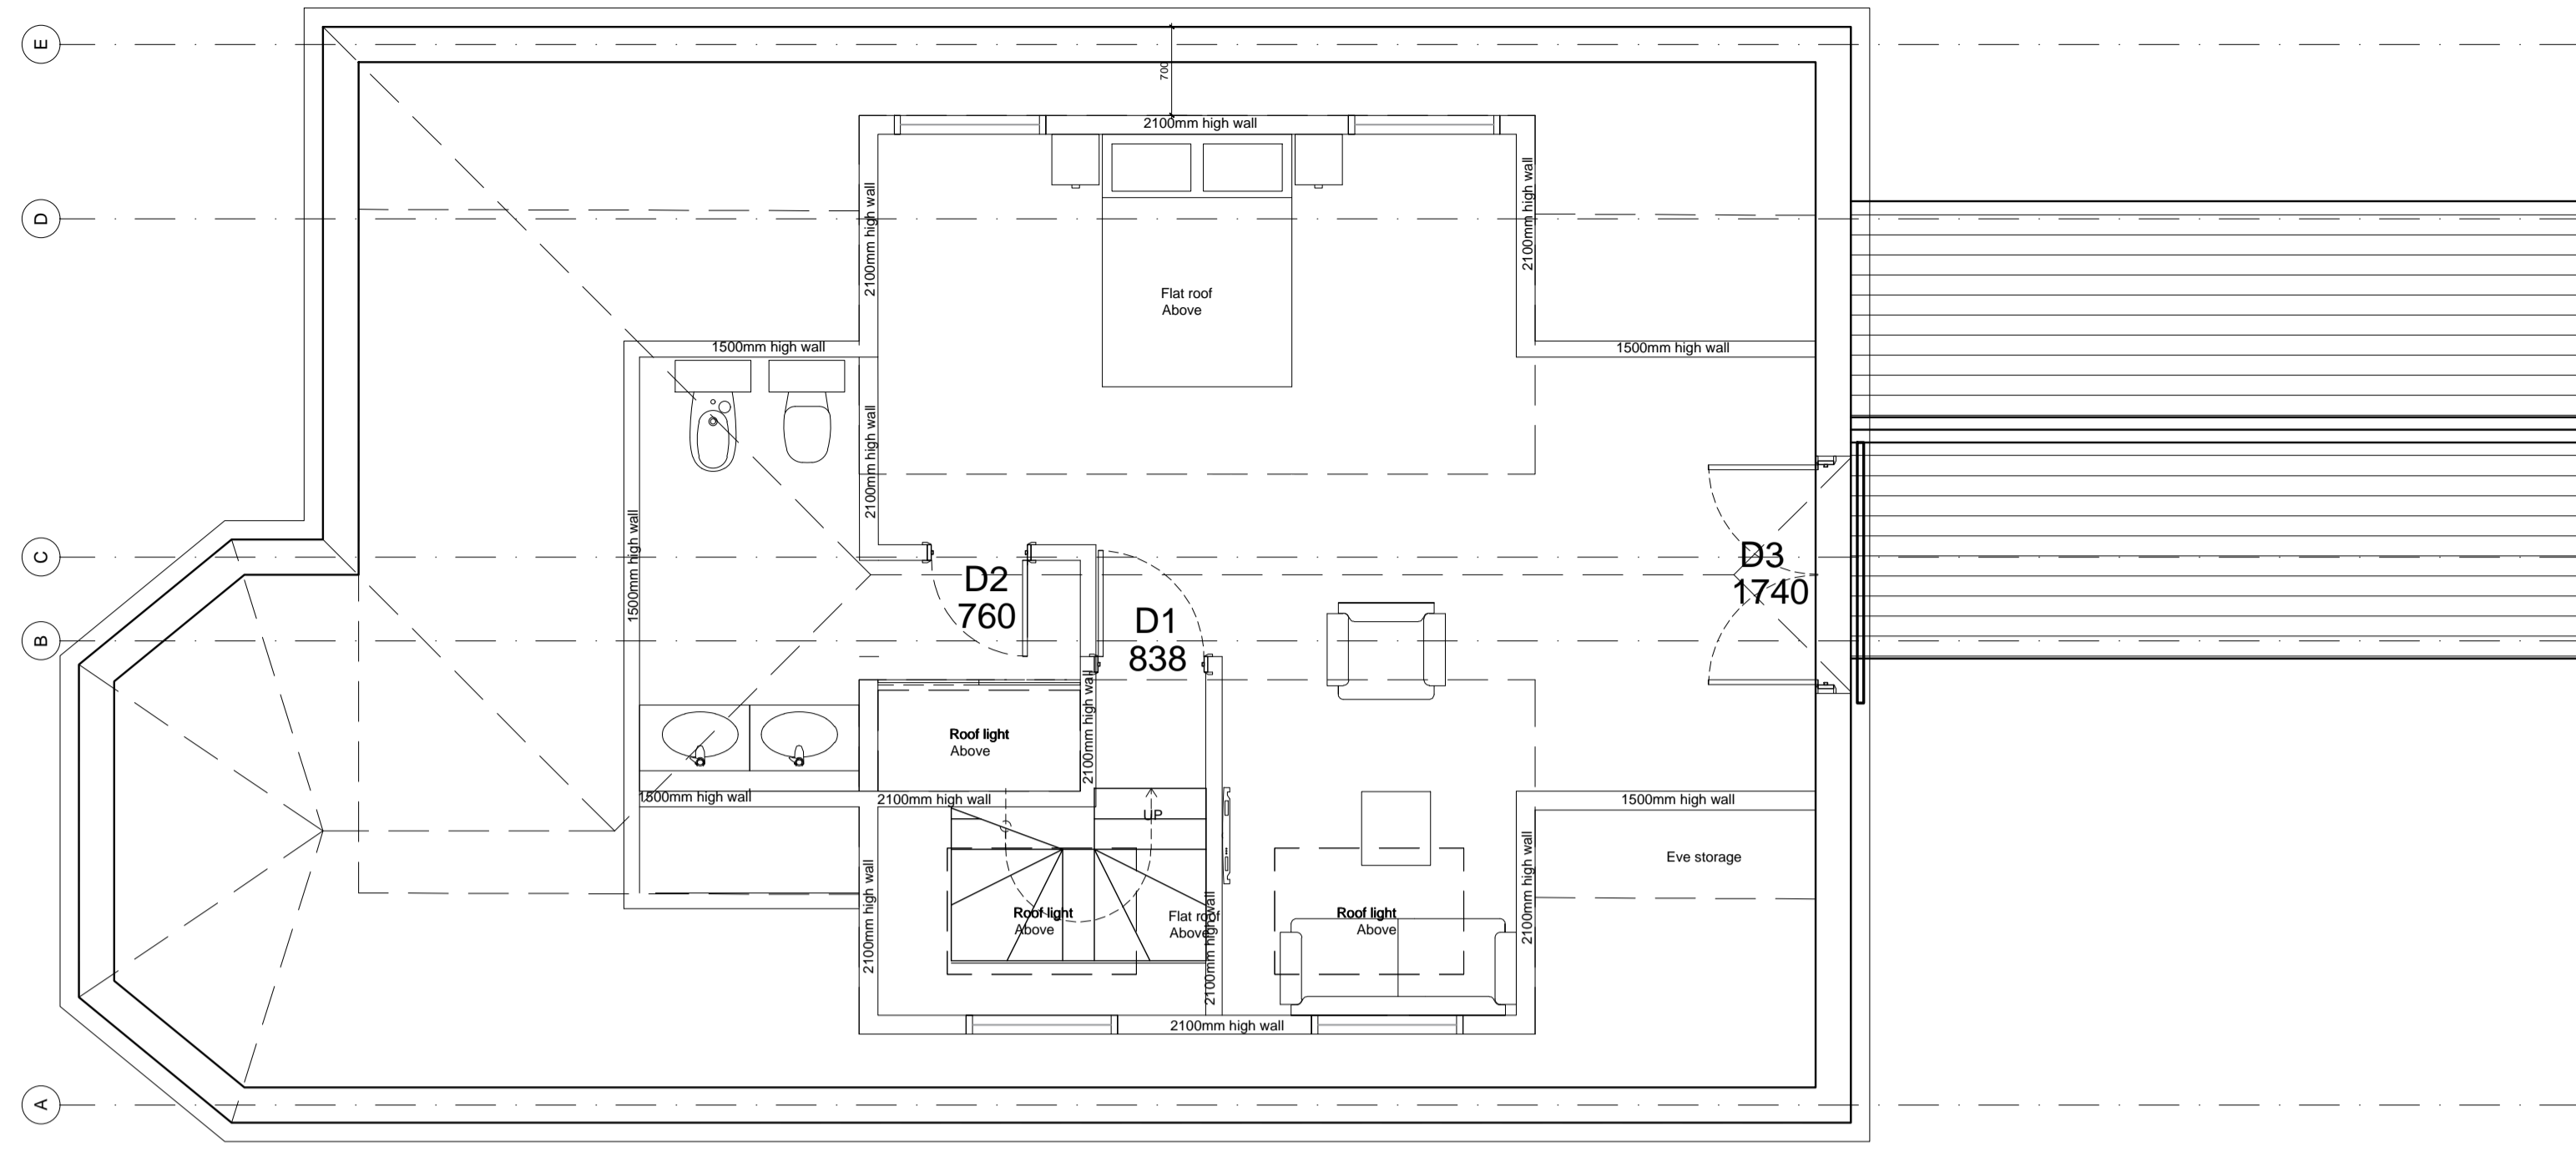 E
700
2100mm high wall
D
2100mm high wall
2100mm high wall
Flat roof
Above
1500mm high wall
1500mm high wall
2100mm high wall
1500mm high wall
C
D2
760
D3
1740
D1
838
B
2100mm high wall
Roof light
Above
1500mm high wall
2100mm high wall
1500mm high wall
UP
Eve storage
2100mm high wall
Roof light
Above
Flat roof
Above
2100mm high wall
Roof light
Above
2100mm high wall
2100mm high wall
A